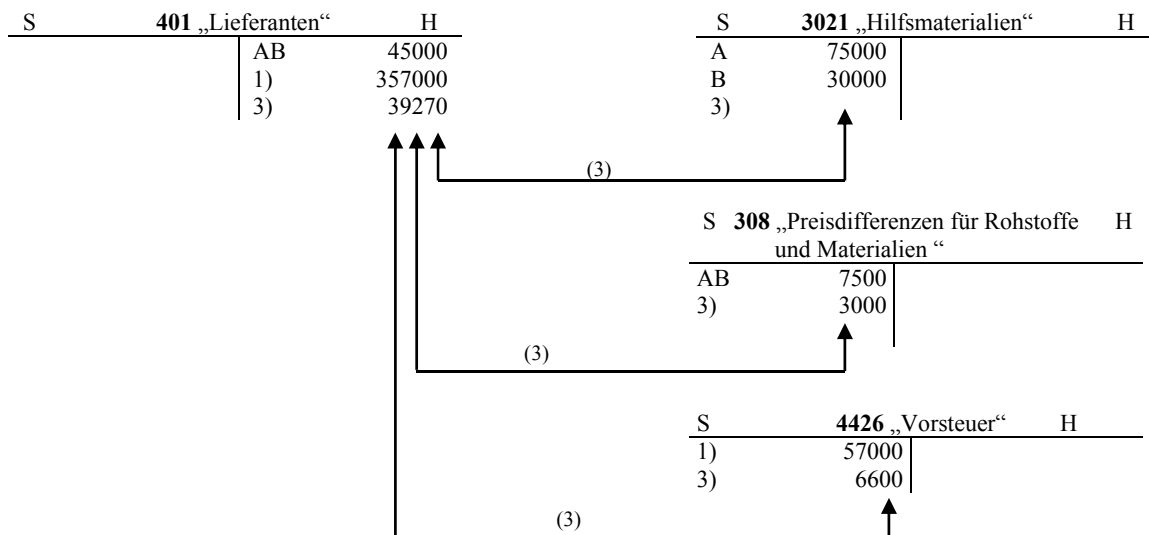 S 401 „Lieferanten“ H
AB 45000
1) 357000
3) 39270
S 3021 „Hilfsmaterialien“ H
A 75000
B 30000
3)
(3)
S 308 „Preisdifferenzen für Rohstoffe H
und Materialien “
AB 7500
3) 3000
(3)
S 4426 „Vorsteuer“ H
1) 57000
3) 6600
(3)